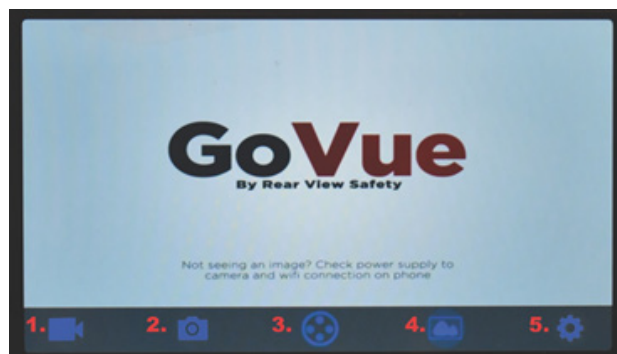 GoVue
By Rear View Safety
Not seeing an image? Check power supply to
camera and wifi connection on phone
1. 2. 3. 4. 5.